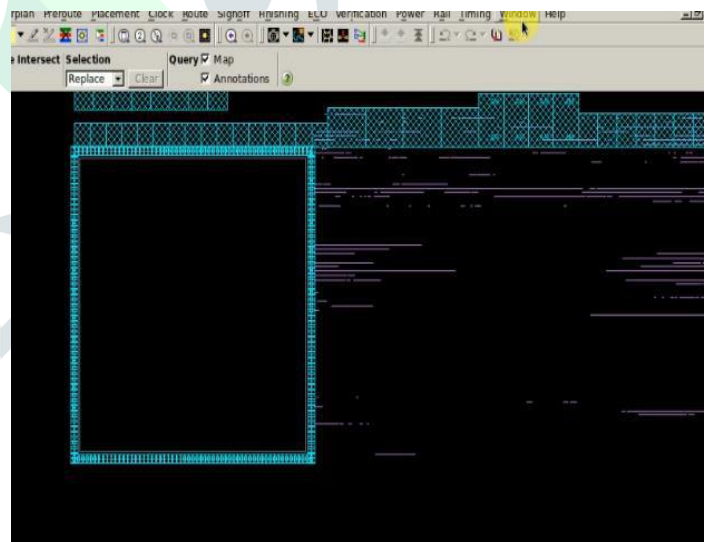 rplan Preroute Placement Clock Route Signoff Finishing ECO Verification Power Rail Timing Window Help
e Intersect Selection Query Map
Replace Clear Annotations